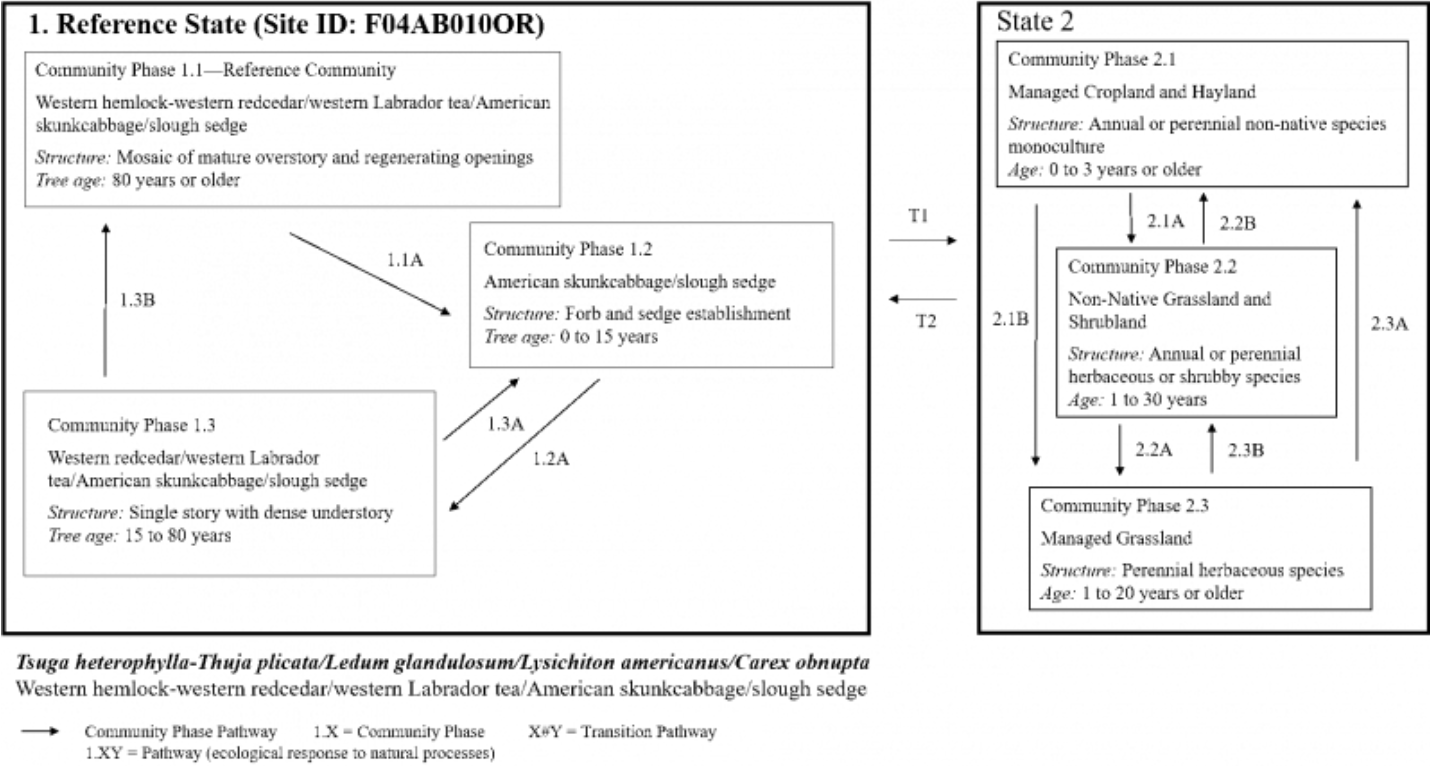 1. Reference State (Site ID: F04AB010OR)
Community Phase 1.1—Reference Community
Western hemlock-western redcedar/western Labrador tea/American
skunkcabbage/slough sedge
Structure: Mosaic of mature overstory and regenerating openings
Tree age: 80 years or older
1.1A
1.3B
Community Phase 1.2
American skunkcabbage/slough sedge
Structure: Forb and sedge establishment
Tree age: 0 to 15 years
1.3A
1.2A
Community Phase 1.3
Western redcedar/western Labrador
tea/American skunkcabbage/slough sedge
Structure: Single story with dense understory
Tree age: 15 to 80 years
T1
T2
State 2
Community Phase 2.1
Managed Cropland and Hayland
Structure: Annual or perennial non-native species
monoculture
Age: 0 to 3 years or older
2.1A
2.2B
2.1B
2.3A
Community Phase 2.2
Non-Native Grassland and
Shrubland
Structure: Annual or perennial
herbaceous or shrubby species
Age: 1 to 30 years
2.2A
2.3B
Community Phase 2.3
Managed Grassland
Structure: Perennial herbaceous species
Age: 1 to 20 years or older
Tsuga heterophylla-Thuja plicata/Ledum glandulosum/Lysichiton americanus/Carex obnupta
Western hemlock-western redcedar/western Labrador tea/American skunkcabbage/slough sedge
Community Phase Pathway 1.X = Community Phase X#Y = Transition Pathway
1.XY = Pathway (ecological response to natural processes)